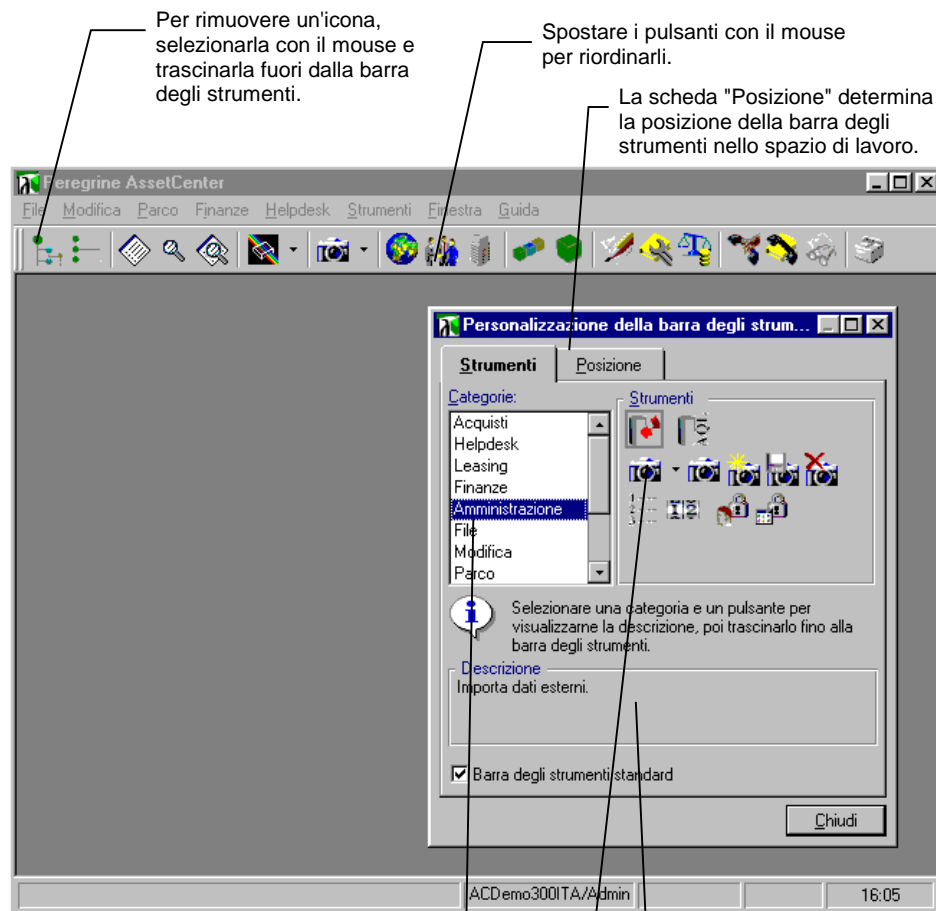 Per rimuovere un'icona,
selezionarla con il mouse e
trascinarla fuori dalla barra
degli strumenti.
Spostare i pulsanti con il mouse
per riordinarli.
La scheda "Posizione" determina
la posizione della barra degli
strumenti nello spazio di lavoro.
Peregrine AssetCenter
File Modifica Parco Finanze Helpdesk Strumenti Finestra Guida
Personalizzazione della barra degli strum...
Strumenti Posizione
Categorie:
Acquisti
Helpdesk
Leasing
Finanze
Amministrazione
File
Modifica
Parco
Strumenti
AQL
Selezionare una categoria e un pulsante per
visualizzarne la descrizione, poi trascinarlo fino alla
barra degli strumenti.
Descrizione
Importa dati esterni.
Barra degli strumenti standard
Chiudi
ACDemo300ITA/Admin 16:05